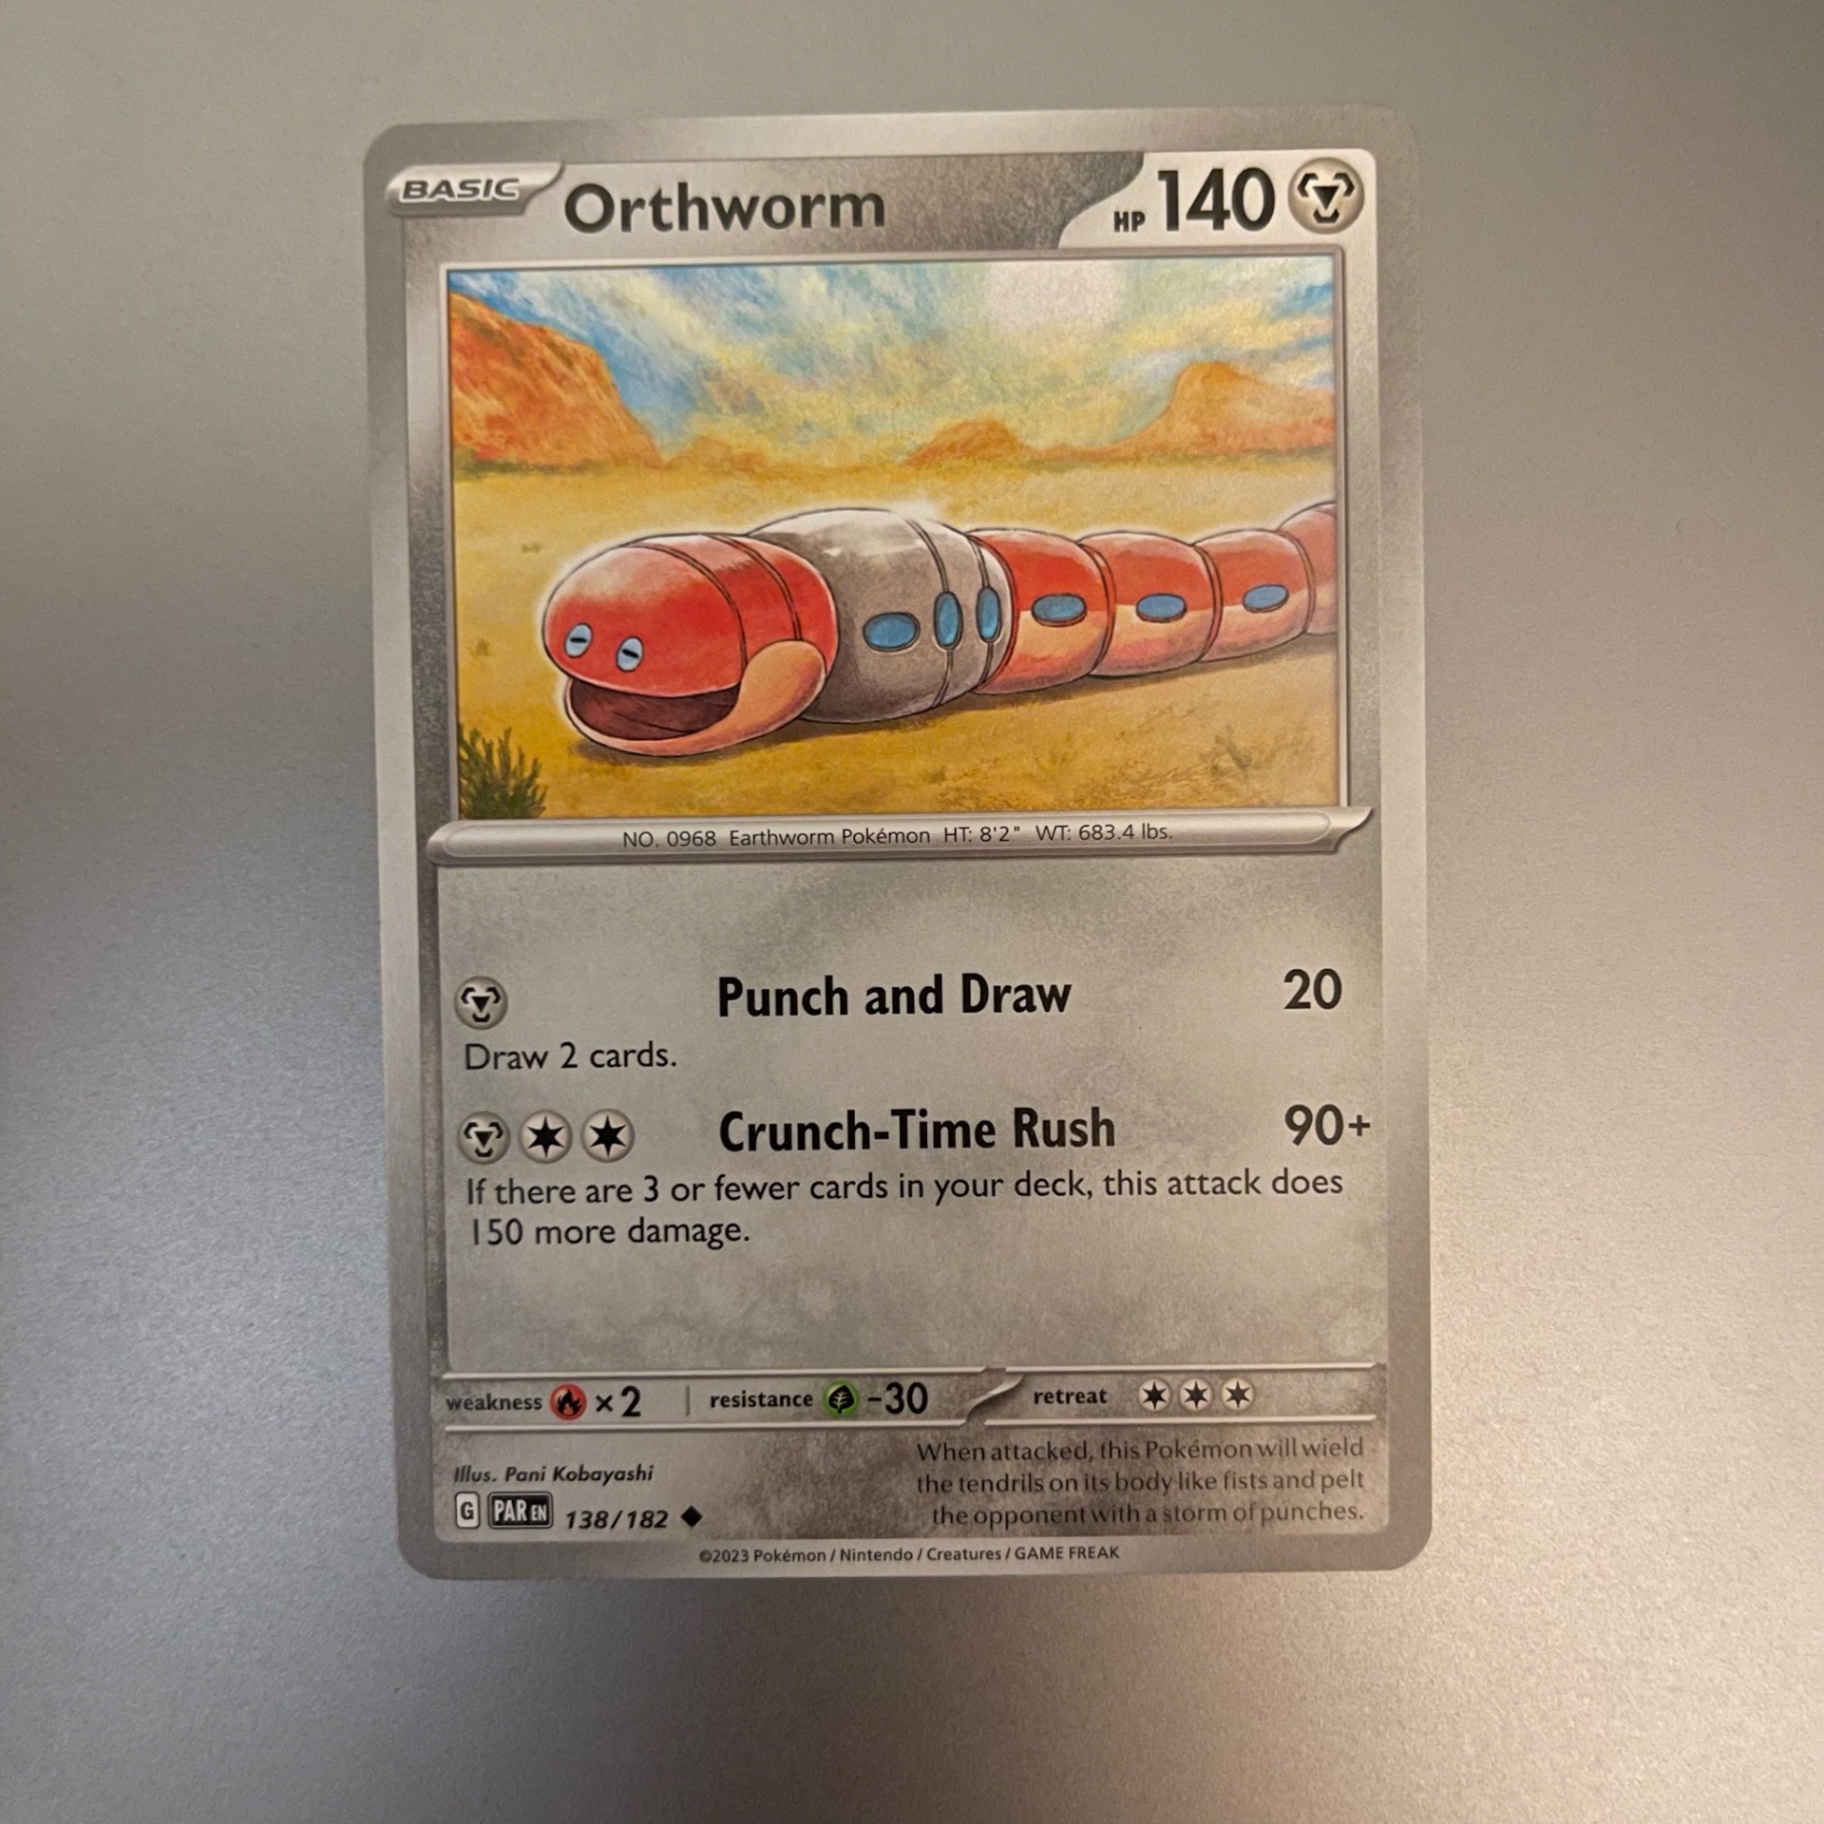 BASIC Orthworm HP 140
NO. 0968 Earthworm Pokémon HT: 8'2" WT: 683.4 lbs.
Punch and Draw 20
Draw 2 cards.
Crunch-Time Rush 90+
If there are 3 or fewer cards in your deck, this attack does
150 more damage.
weakness ×2 | resistance -30 retreat
Illus. Pani Kobayashi
G PAR EN 138/182
When attacked, this Pokémon will wield
the tendrils on its body like fists and pelt
the opponent with a storm of punches.
©2023 Pokémon / Nintendo / Creatures / GAME FREAK